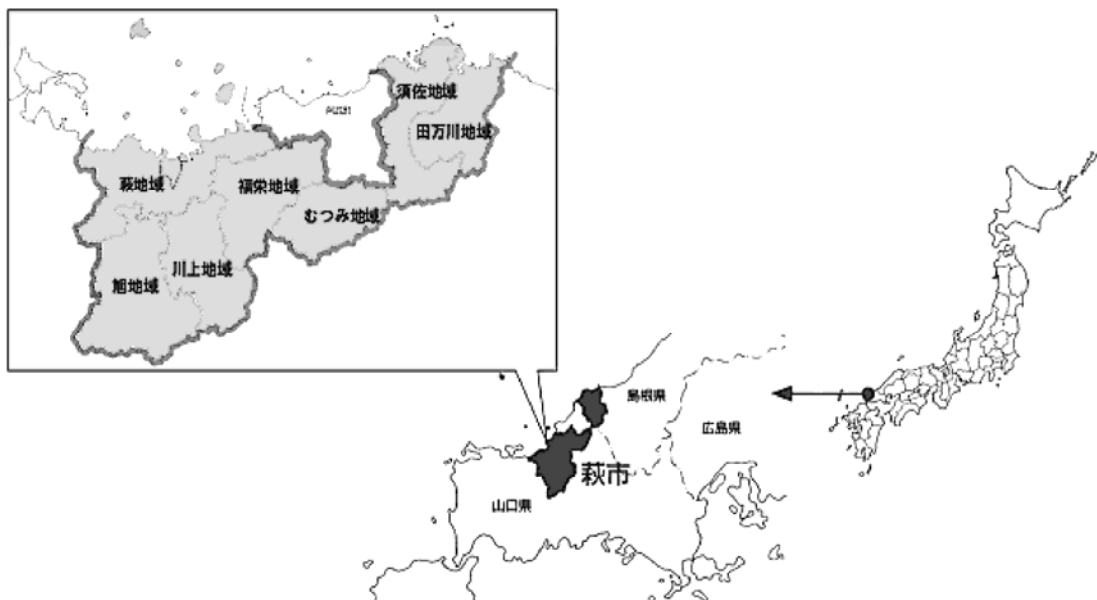 須佐地域
田万川地域
萩地域
福栄地域
むつみ地域
川上地域
旭地域
島根県
広島県
萩市
山口県